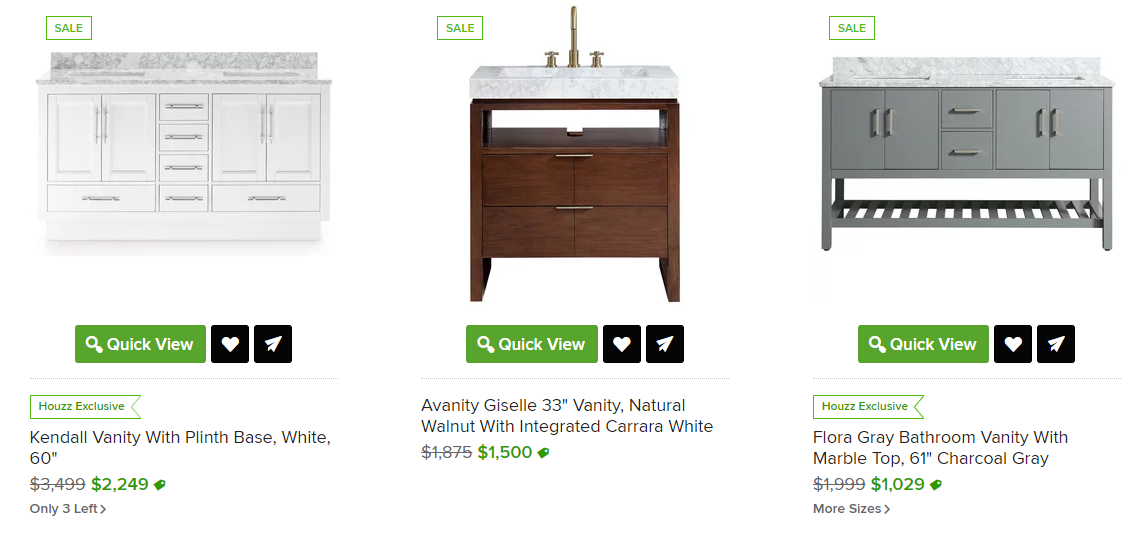 SALE
SALE
SALE
Quick View
Quick View
Quick View
Houzz Exclusive
Kendall Vanity With Plinth Base, White,
60"
$3,499 $2,249
Only 3 Left
Avanity Giselle 33" Vanity, Natural
Walnut With Integrated Carrara White
$1,875 $1,500
Houzz Exclusive
Flora Gray Bathroom Vanity With
Marble Top, 61" Charcoal Gray
$1,999 $1,029
More Sizes